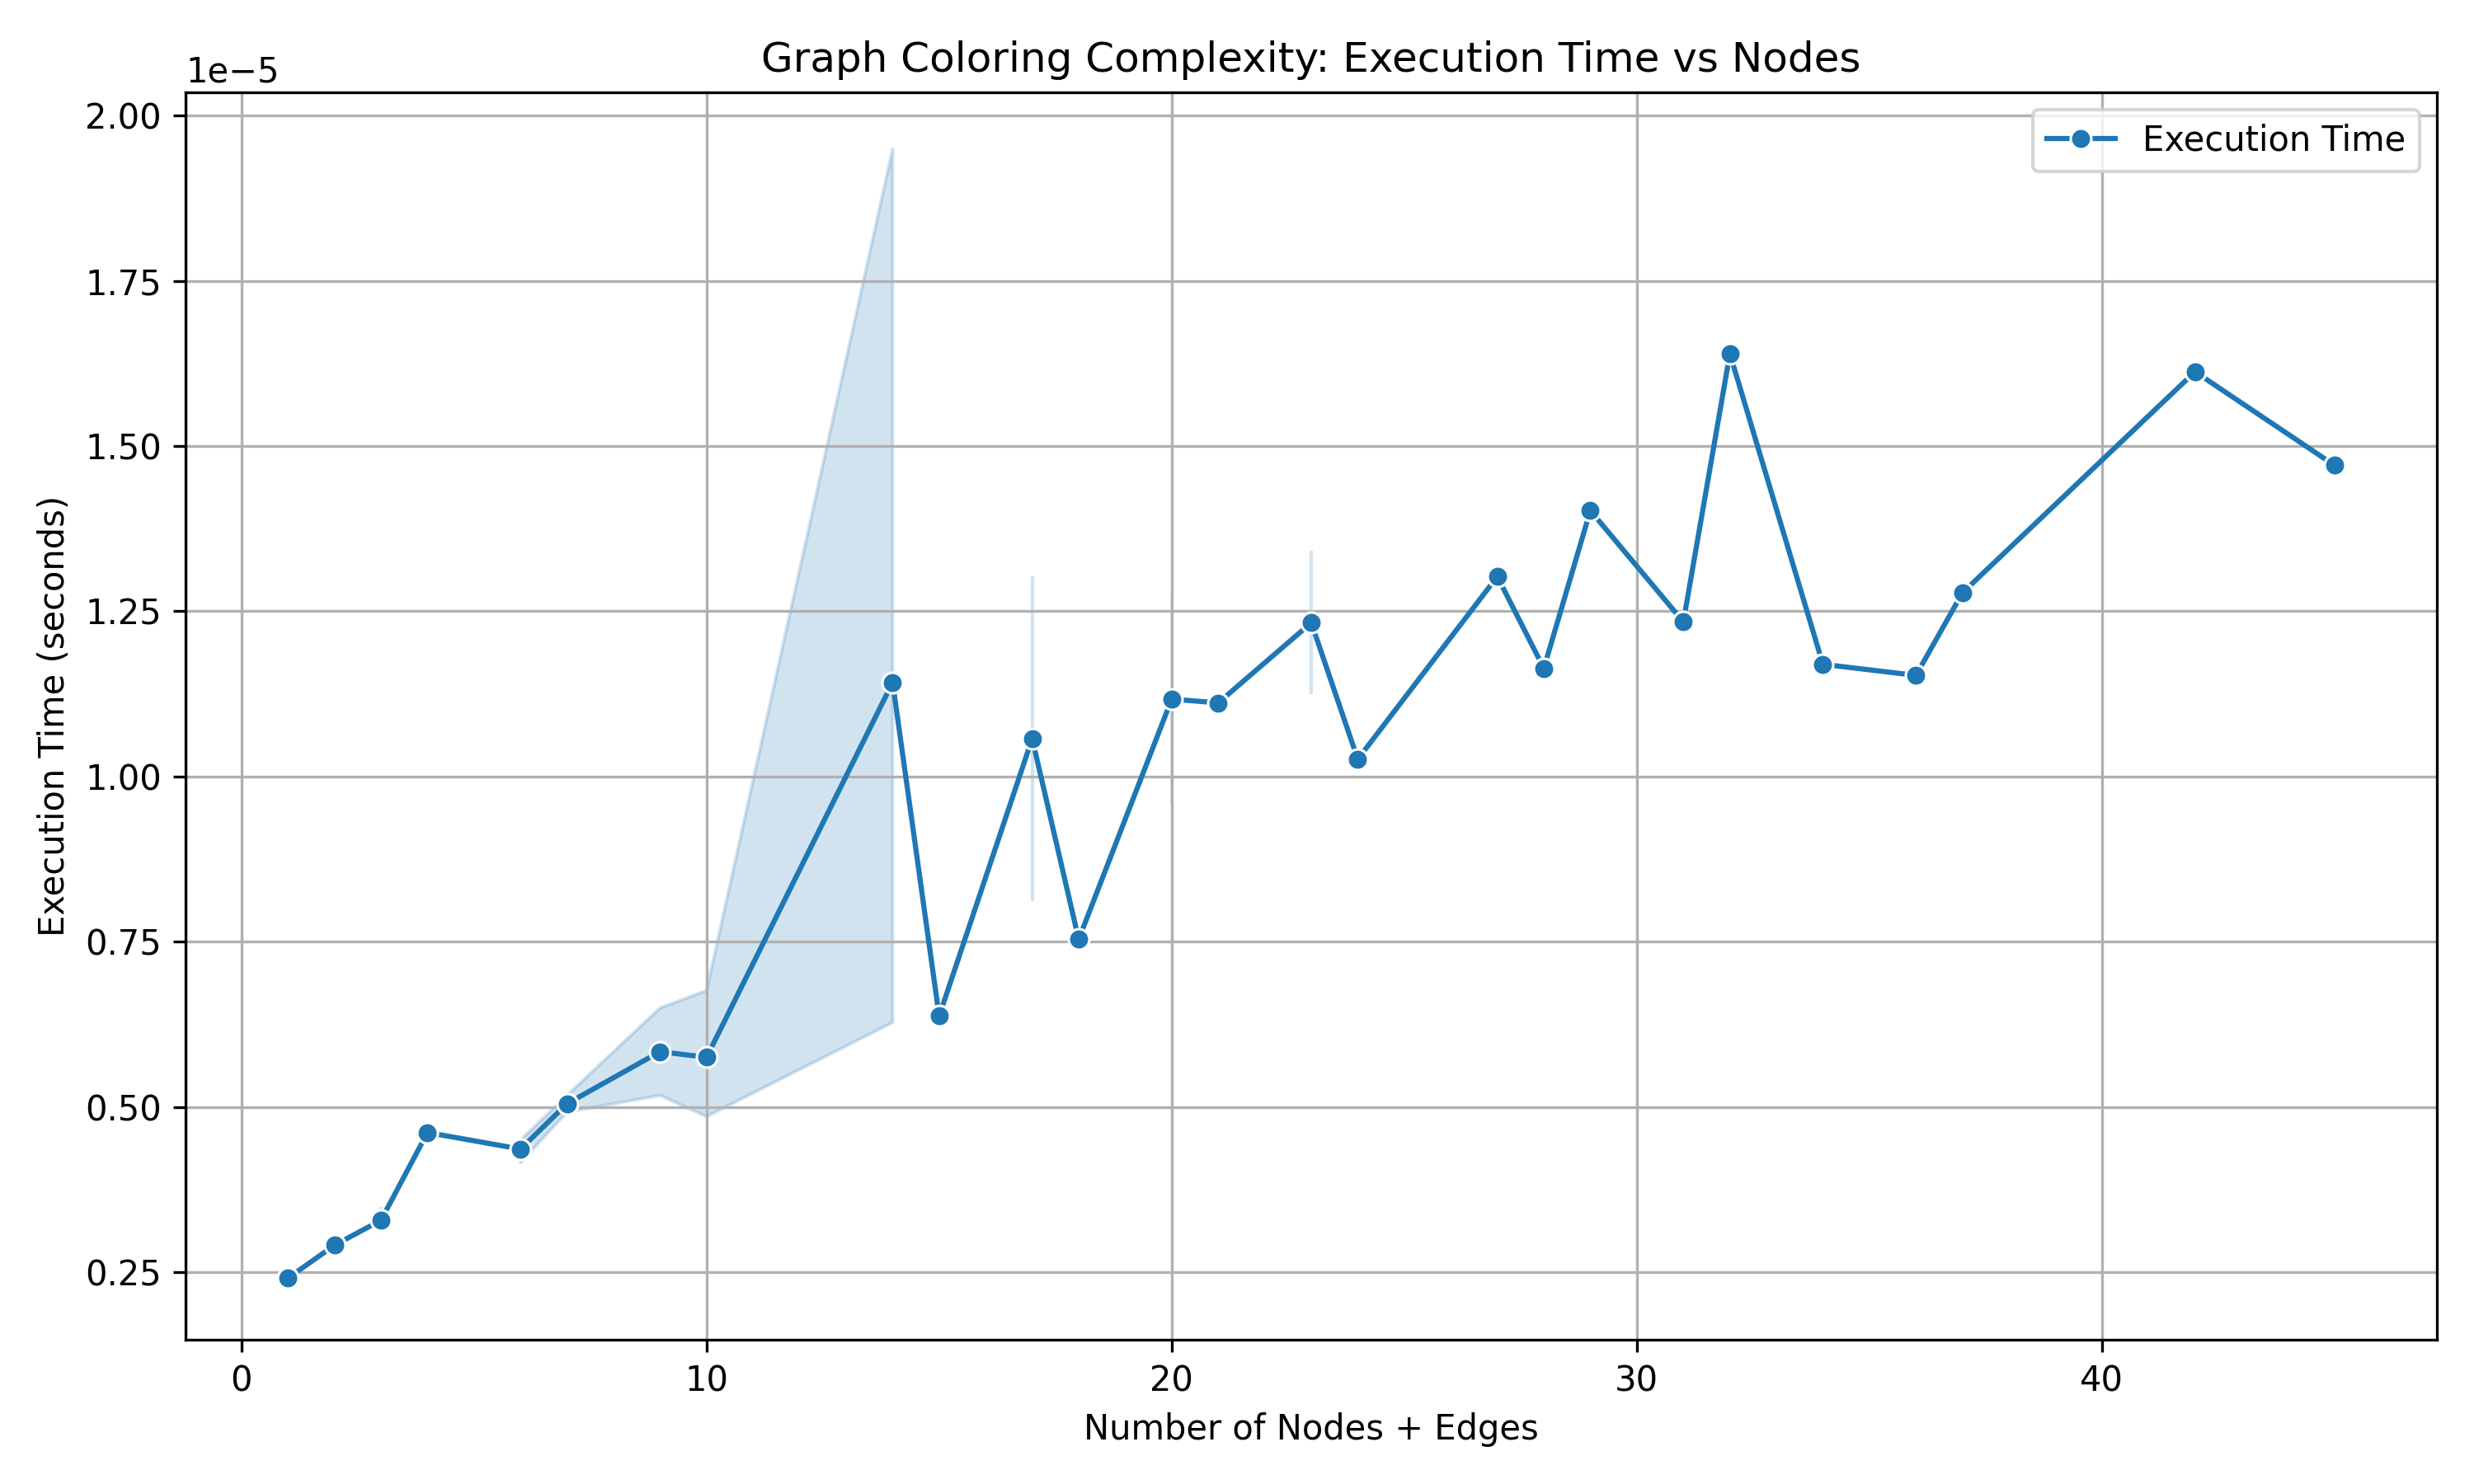 Graph Coloring Complexity: Execution Time vs Nodes
1e−5
2.00
1.75
1.50
1.25
1.00
0.75
0.50
0.25
Execution Time (seconds)
Execution Time
0 10 20 30 40
Number of Nodes + Edges